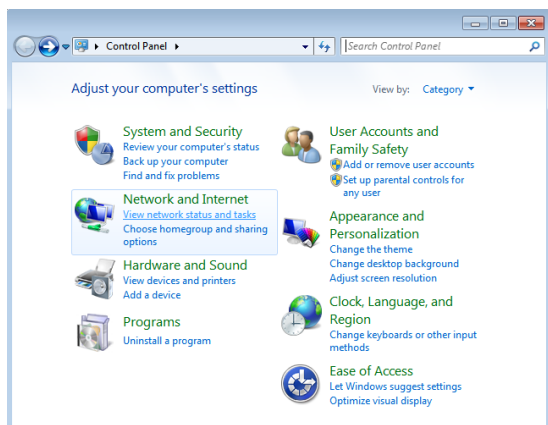 Control Panel
Search Control Panel
Adjust your computer's settings
View by: Category
System and Security
Review your computer's status
Back up your computer
Find and fix problems
Network and Internet
View network status and tasks
Choose homegroup and sharing
options
Hardware and Sound
View devices and printers
Add a device
Programs
Uninstall a program
User Accounts and
Family Safety
Add or remove user accounts
Set up parental controls for
any user
Appearance and
Personalization
Change the theme
Change desktop background
Adjust screen resolution
Clock, Language, and
Region
Change keyboards or other input
methods
Ease of Access
Let Windows suggest settings
Optimize visual display